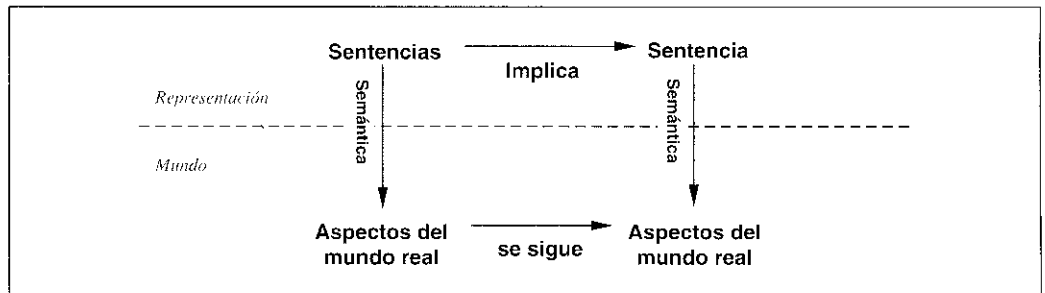 Sentencias
Sentencia
Implica
Semántica
Semántica
Representación
Mundo
Aspectos del
mundo real
se sigue
Aspectos del
mundo real